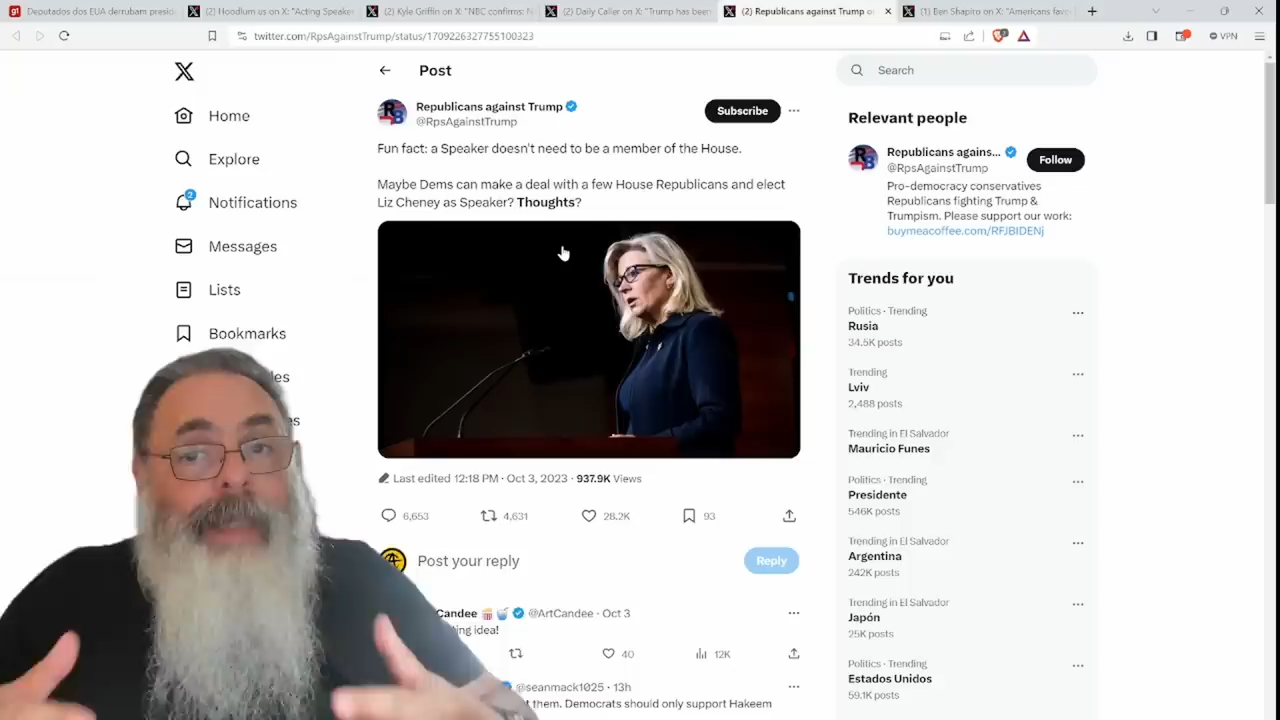 Deputados dos EUA derrubam presid
(2) Hoodlum us on X: "Acting Speake
(2) Kyle Griffin on X: "NBC confirms: N
(2) Daily Caller on X: "Trump has been
(2) Republicans against Trump o
(1) Ben Shapiro on X: "Americans fav
twitter.com/RpsAgainstTrump/status/1709226327755100323
VPN
Home
Explore
2
Notifications
Messages
Lists
Bookmarks
Post
Republicans against Trump
@RpsAgainstTrump
Subscribe
Fun fact: a Speaker doesn't need to be a member of the House.
Maybe Dems can make a deal with a few House Republicans and elect
Liz Cheney as Speaker? Thoughts?
Last edited 12:18 PM · Oct 3, 2023 · 937.9K Views
6,653
4,631
28.2K
93
Post your reply
Reply
Candee @ArtCandee · Oct 3
ting idea!
40
12K
@seanmack1025 · 13h
t them. Democrats should only support Hakeem
Search
Relevant people
Republicans agains...
@RpsAgainstTrump
Follow
Pro-democracy conservatives
Republicans fighting Trump &
Trumpism. Please support our work:
buymeacoffee.com/RFJBIDENj
Trends for you
Politics · Trending
Rusia
34.5K posts
Trending
Lviv
2,488 posts
Trending in El Salvador
Mauricio Funes
Politics · Trending
Presidente
546K posts
Trending in El Salvador
Argentina
242K posts
Trending in El Salvador
Japón
25K posts
Politics · Trending
Estados Unidos
59.1K posts